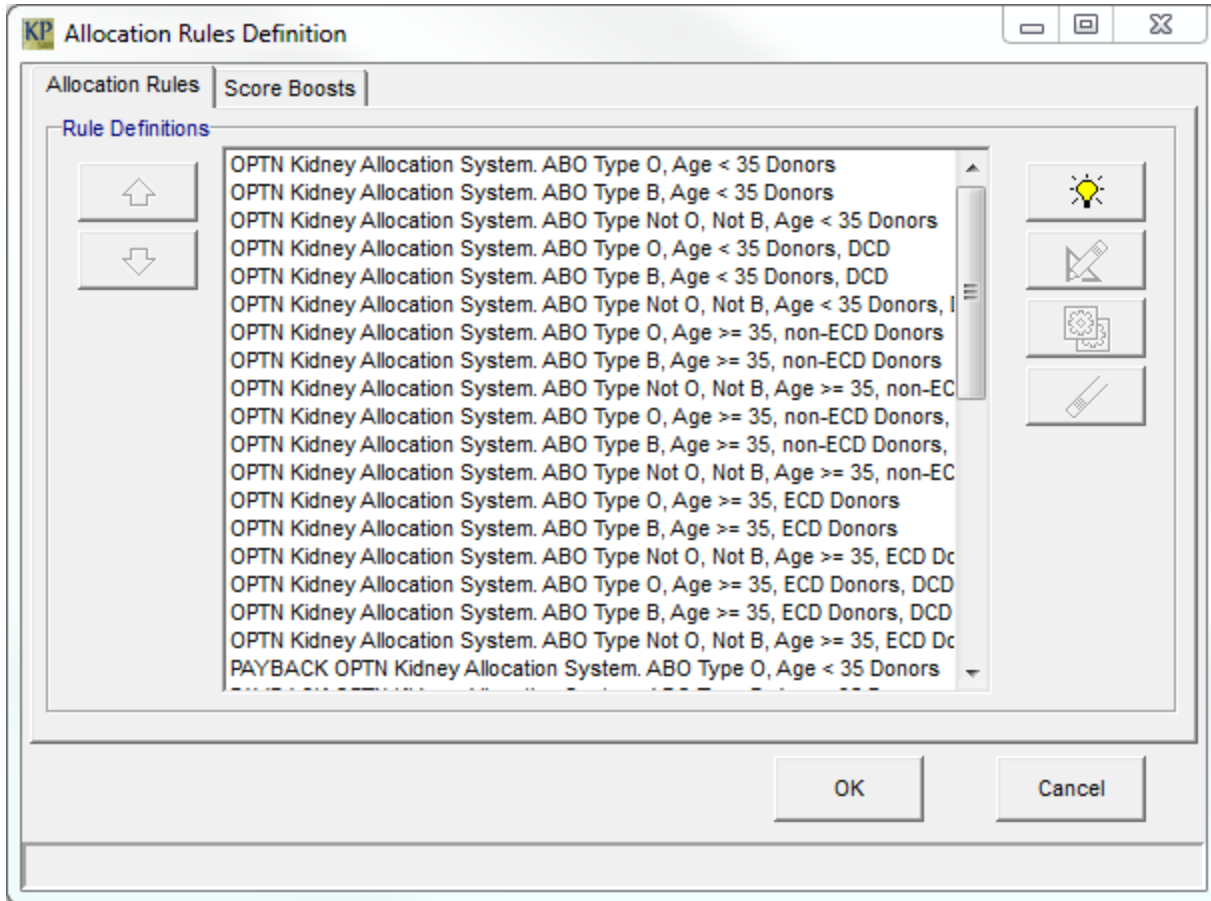 KP Allocation Rules Definition
Allocation Rules
Score Boosts
Rule Definitions
OPTN Kidney Allocation System. ABO Type O, Age < 35 Donors
OPTN Kidney Allocation System. ABO Type B, Age < 35 Donors
OPTN Kidney Allocation System. ABO Type Not O, Not B, Age < 35 Donors
OPTN Kidney Allocation System. ABO Type O, Age < 35 Donors, DCD
OPTN Kidney Allocation System. ABO Type B, Age < 35 Donors, DCD
OPTN Kidney Allocation System. ABO Type Not O, Not B, Age < 35 Donors,
OPTN Kidney Allocation System. ABO Type O, Age >= 35, non-ECD Donors
OPTN Kidney Allocation System. ABO Type B, Age >= 35, non-ECD Donors
OPTN Kidney Allocation System. ABO Type Not O, Not B, Age >= 35, non-EC
OPTN Kidney Allocation System. ABO Type O, Age >= 35, non-ECD Donors,
OPTN Kidney Allocation System. ABO Type B, Age >= 35, non-ECD Donors,
OPTN Kidney Allocation System. ABO Type Not O, Not B, Age >= 35, non-EC
OPTN Kidney Allocation System. ABO Type O, Age >= 35, ECD Donors
OPTN Kidney Allocation System. ABO Type B, Age >= 35, ECD Donors
OPTN Kidney Allocation System. ABO Type Not O, Not B, Age >= 35, ECD Do
OPTN Kidney Allocation System. ABO Type O, Age >= 35, ECD Donors, DCD
OPTN Kidney Allocation System. ABO Type B, Age >= 35, ECD Donors, DCD
OPTN Kidney Allocation System. ABO Type Not O, Not B, Age >= 35, ECD Do
PAYBACK OPTN Kidney Allocation System. ABO Type O, Age < 35 Donors
OK
Cancel